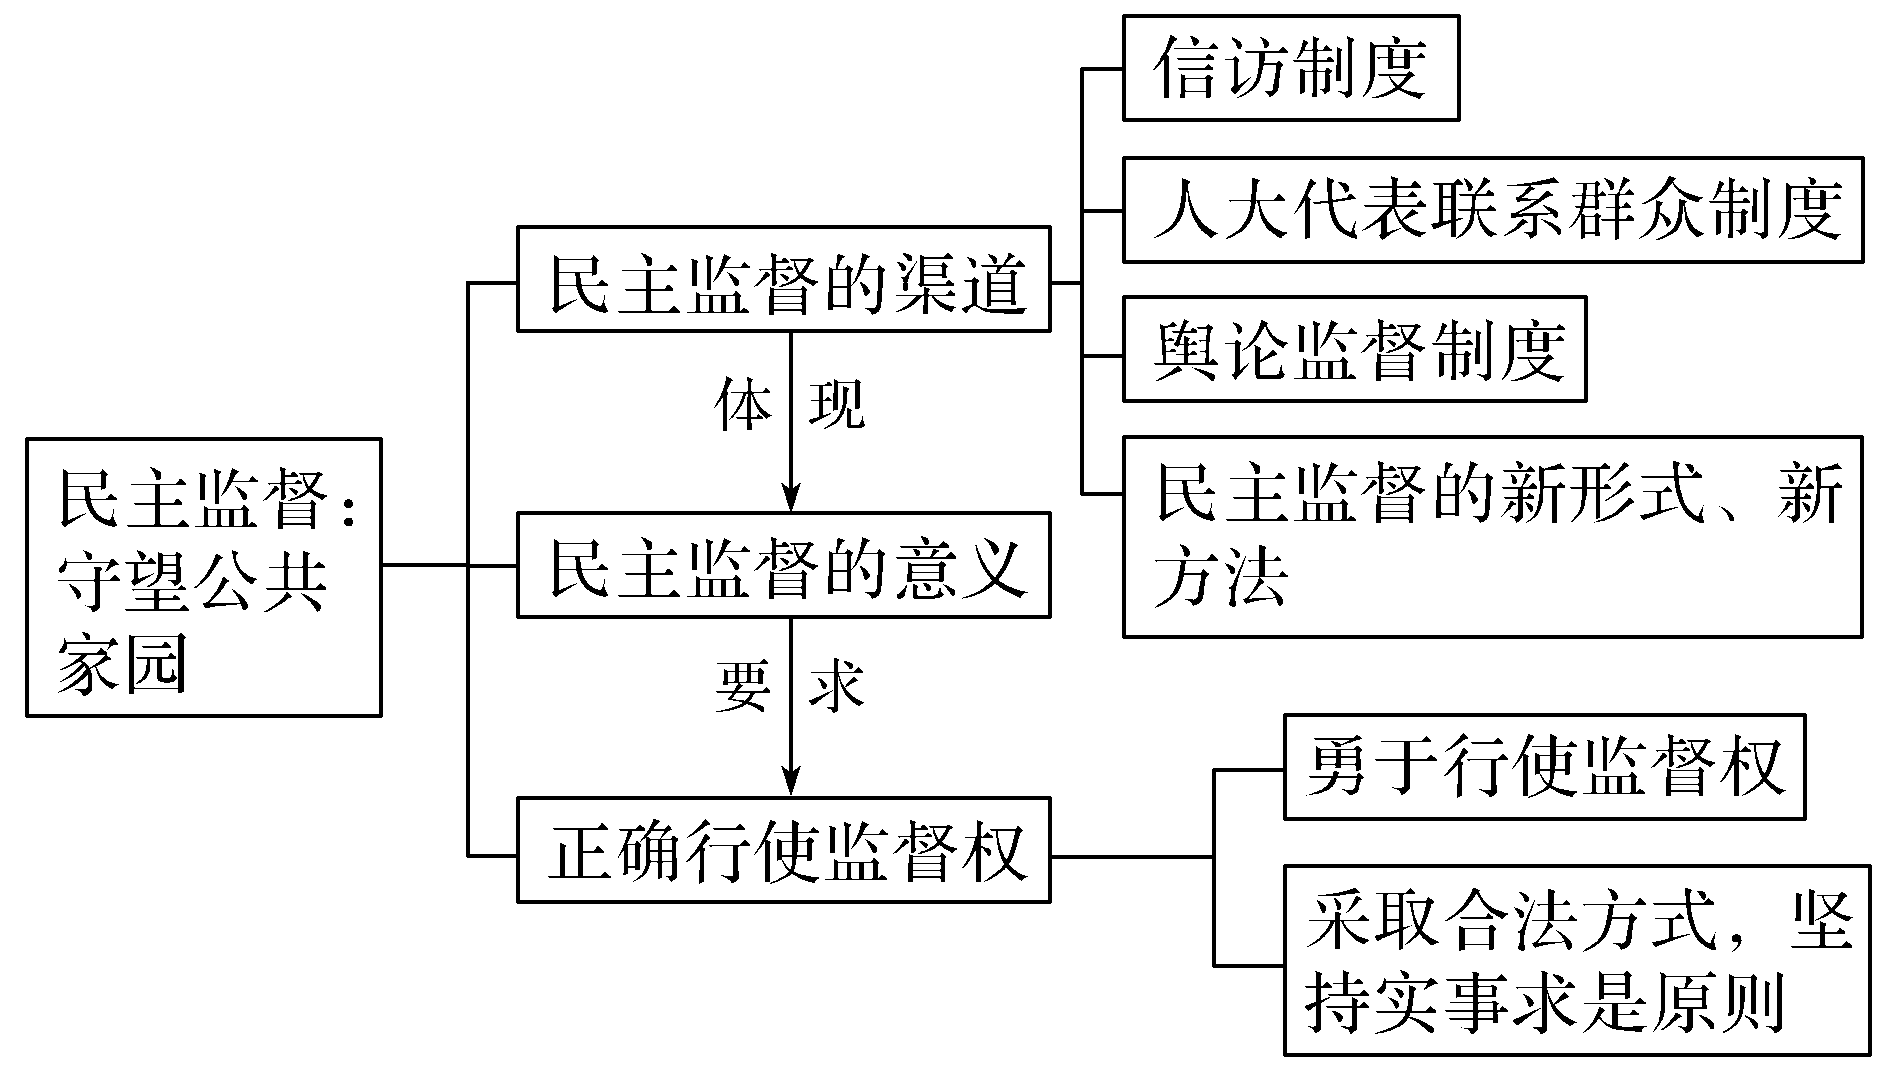 民主监督：
守望公共
家园
民主监督的渠道
体 现
民主监督的意义
要 求
正确行使监督权
信访制度
人大代表联系群众制度
舆论监督制度
民主监督的新形式、新
方法
勇于行使监督权
采取合法方式，坚
持实事求是原则